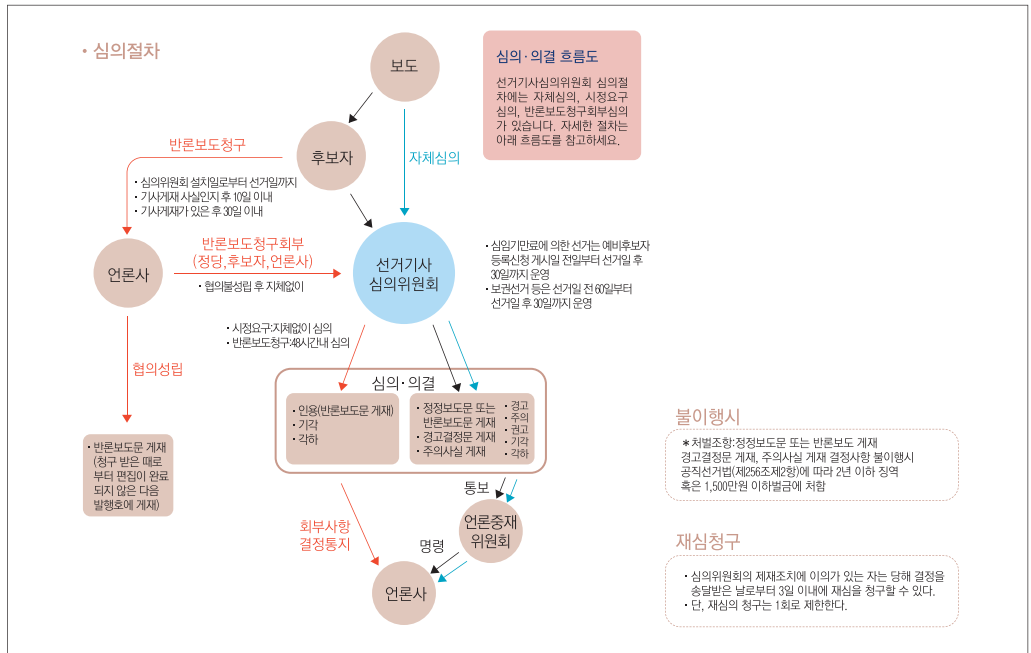 • 심의절차
보도
심의·의결 흐름도
선거기사심의위원회 심의절
차에는 자체심의, 시정요구
심의, 반론보도청구회부심의
가 있습니다. 자세한 절차는
아래 흐름도를 참고하세요.
반론보도청구
후보자
자체심의
• 심의위원회 설치일로부터 선거일까지
• 기사게재 사실인지 후 10일 이내
• 기사게재가 있은 후 30일 이내
언론사
반론보도청구회부
(정당,후보자,언론사)
• 협의불성립 후 지체없이
선거기사
심의위원회
• 심임기만료에 의한 선거는 예비후보자
등록신청 게시일 전일부터 선거일 후
30일까지 운영
• 보권선거 등은 선거일 전 60일부터
선거일 후 30일까지 운영
• 시정요구:지체없이 심의
• 반론보도청구:48시간내 심의
협의성립
심의·의결
• 인용(반론보도문 게재)
• 기각
• 각하
• 정정보도문 또는
반론보도문 게재
• 경고결정문 게재
• 주의사실 게재
• 경고
• 주의
• 권고
• 기각
• 각하
• 반론보도문 게재
(청구 받은 때로
부터 편집이 완료
되지 않은 다음
발행호에 게재)
통보
회부사항
결정통지
언론중재
위원회
명령
언론사
불이행시
*처벌조항:정정보도문 또는 반론보도 게재
경고결정문 게재, 주의사실 게재 결정사항 불이행시
공직선거법(제256조제2항)에 따라 2년 이하 징역
혹은 1,500만원 이하벌금에 처함
재심청구
• 심의위원회의 제재조치에 이의가 있는 자는 당해 결정을
송달받은 날로부터 3일 이내에 재심을 청구할 수 있다.
• 단, 재심의 청구는 1회로 제한한다.